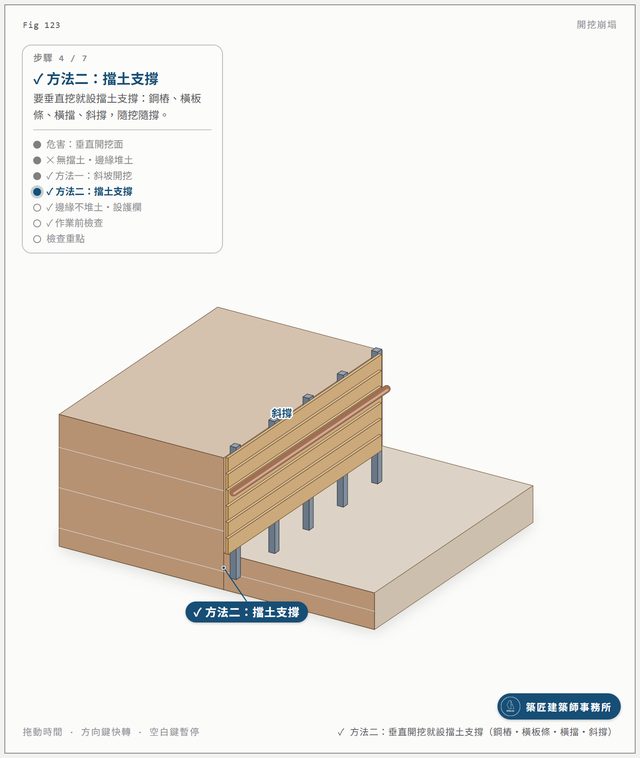 Fig 123
開挖崩塌
步驟 4 / 7
✓ 方法二：擋土支撐
要垂直挖就設擋土支撐：鋼樁、橫板
條、橫擋、斜撐，隨挖隨撐。
危害：垂直開挖面
✕ 無擋土・邊緣堆土
✓ 方法一：斜坡開挖
✓ 方法二：擋土支撐
✓ 邊緣不堆土・設護欄
✓ 作業前檢查
檢查重點
斜撐
✓ 方法二：擋土支撐
築匠建築師事務所
拖動時間 · 方向鍵快轉 · 空白鍵暫停
✓ 方法二：垂直開挖就設擋土支撐（鋼樁・橫板條・橫擋・斜撐）